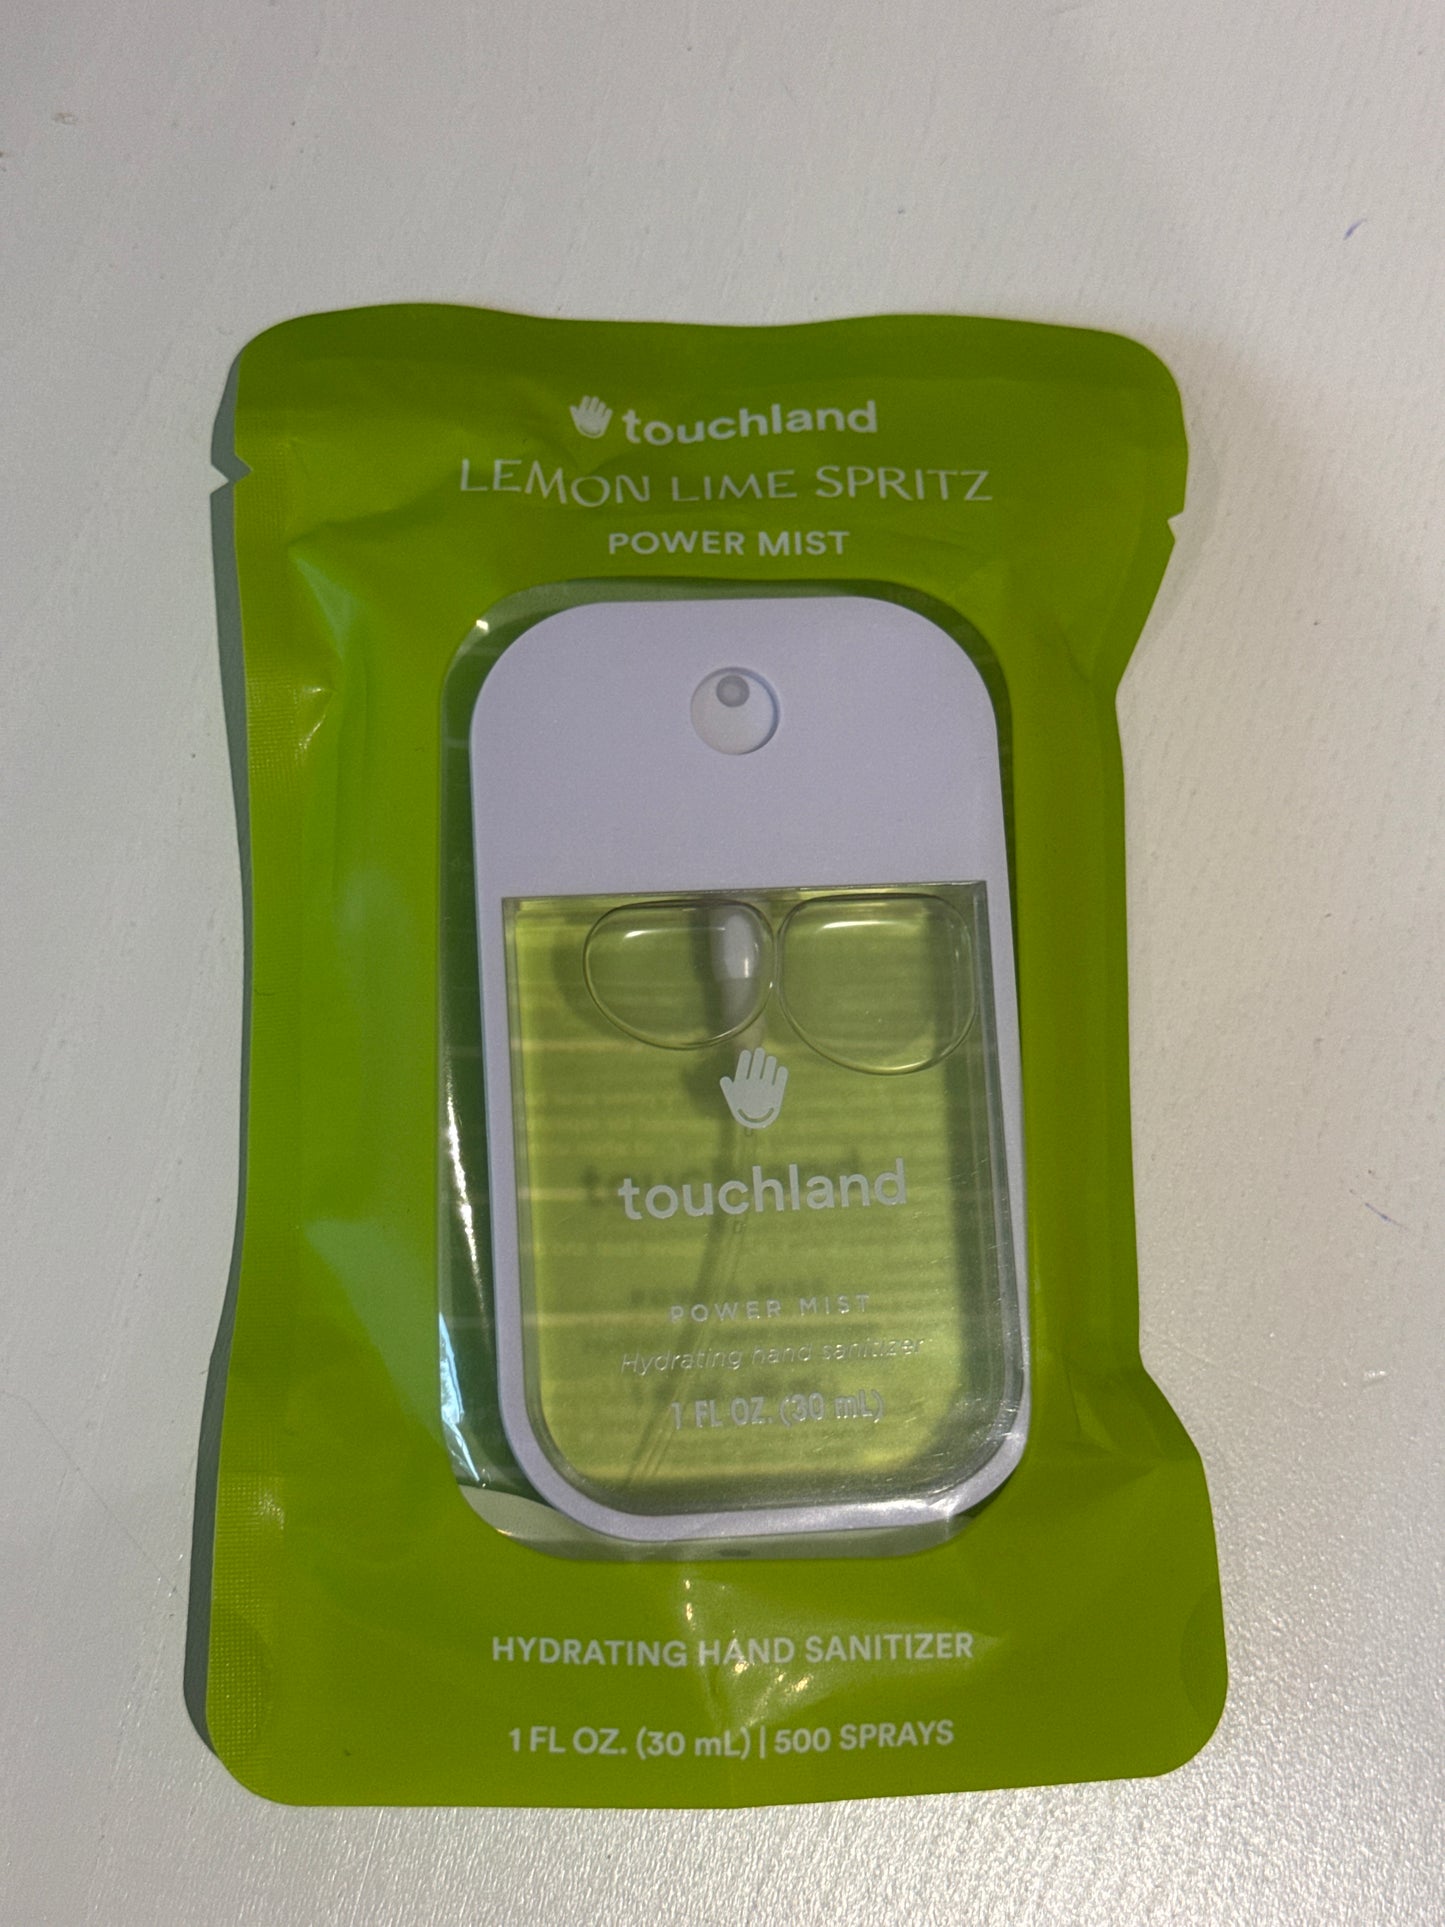 touchland
LEMON LIME SPRITZ
POWER MIST
touchland
POWER MIST
Hydrating hand sanitizer
1 FL OZ. (30 mL)
HYDRATING HAND SANITIZER
1 FL OZ. (30 mL) | 500 SPRAYS